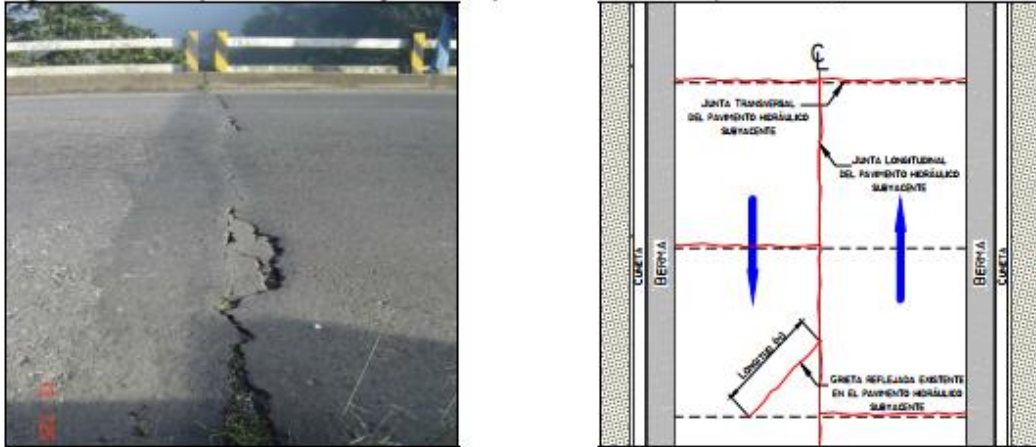 ℄
JUNTA TRANSVERSAL
DEL PAVIMENTO HIDRÁULICO
SUBYACENTE
JUNTA LONGITUDINAL
DEL PAVIMENTO HIDRÁULICO
SUBYACENTE
CUNETA
BERMA
BERMA
CUNETA
LONGITUD (m)
GRIETA REFLEJADA EXISTENTE
EN EL PAVIMENTO HIDRÁULICO
SUBYACENTE